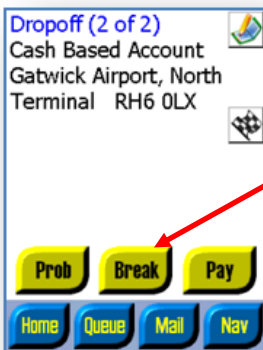 Dropoff (2 of 2)
Cash Based Account
Gatwick Airport, North
Terminal RH6 0LX
Prob Break Pay
Home Queue Mail Nav